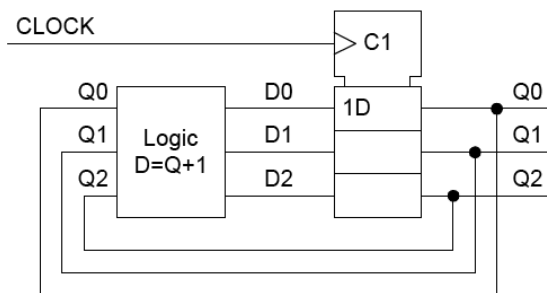 CLOCK
C1
Q0 D0 1D Q0
Q1 Logic D1 Q1
D=Q+1
Q2 D2 Q2